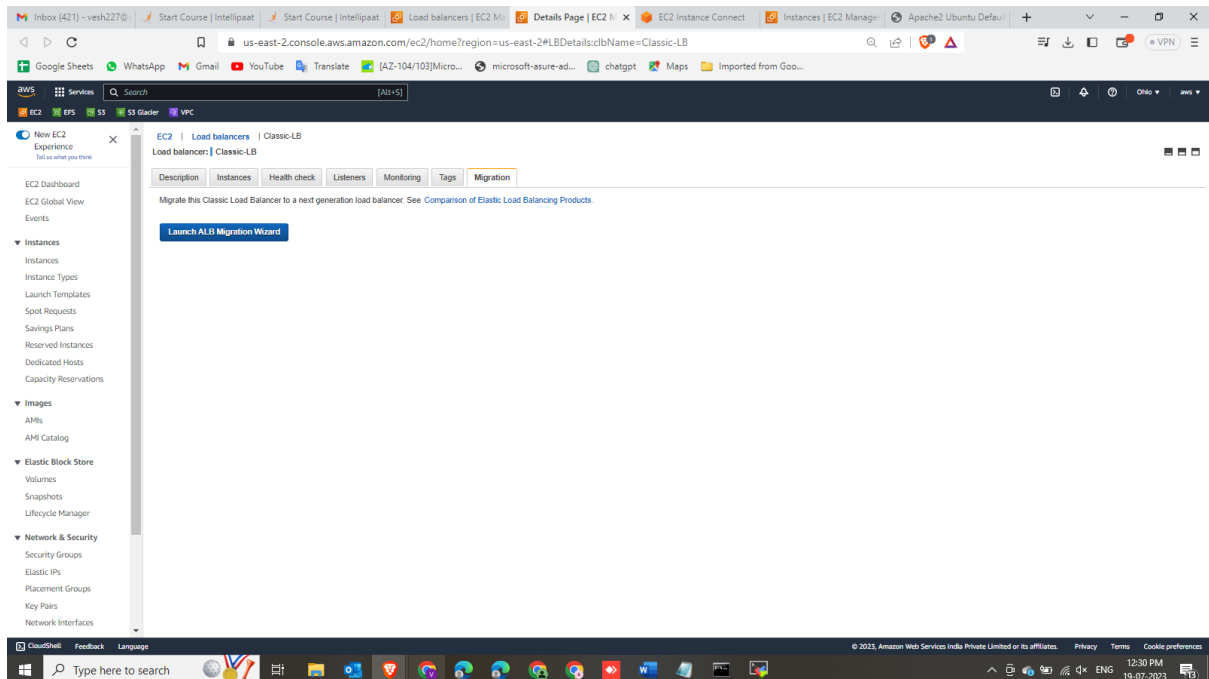 Inbox (421) - vesh227@
Start Course | Intellipaat
Start Course | Intellipaat
Load balancers | EC2 Ma
Details Page | EC2 M
EC2 Instance Connect
Instances | EC2 Manager
Apache2 Ubuntu Default
us-east-2.console.aws.amazon.com/ec2/home?region=us-east-2#LBDetails:clbName=Classic-LB
VPN
Google Sheets
WhatsApp
Gmail
YouTube
Translate
[AZ-104/103]Micro...
microsoft-asure-ad...
chatgpt
Maps
Imported from Goo...
aws
Services
Search
[Alt+S]
Ohio
aws
EC2
EFS
S3
S3 Glacier
VPC
New EC2
Experience
Tell us what you think
EC2 Dashboard
EC2 Global View
Events
Instances
Instances
Instance Types
Launch Templates
Spot Requests
Savings Plans
Reserved Instances
Dedicated Hosts
Capacity Reservations
Images
AMIs
AMI Catalog
Elastic Block Store
Volumes
Snapshots
Lifecycle Manager
Network & Security
Security Groups
Elastic IPs
Placement Groups
Key Pairs
Network Interfaces
EC2 | Load balancers | Classic-LB
Load balancer: Classic-LB
Description
Instances
Health check
Listeners
Monitoring
Tags
Migration
Migrate this Classic Load Balancer to a next generation load balancer. See Comparison of Elastic Load Balancing Products.
Launch ALB Migration Wizard
CloudShell
Feedback
Language
© 2023, Amazon Web Services India Private Limited or its affiliates.
Privacy
Terms
Cookie preferences
Type here to search
ENG
12:30 PM
19-07-2023